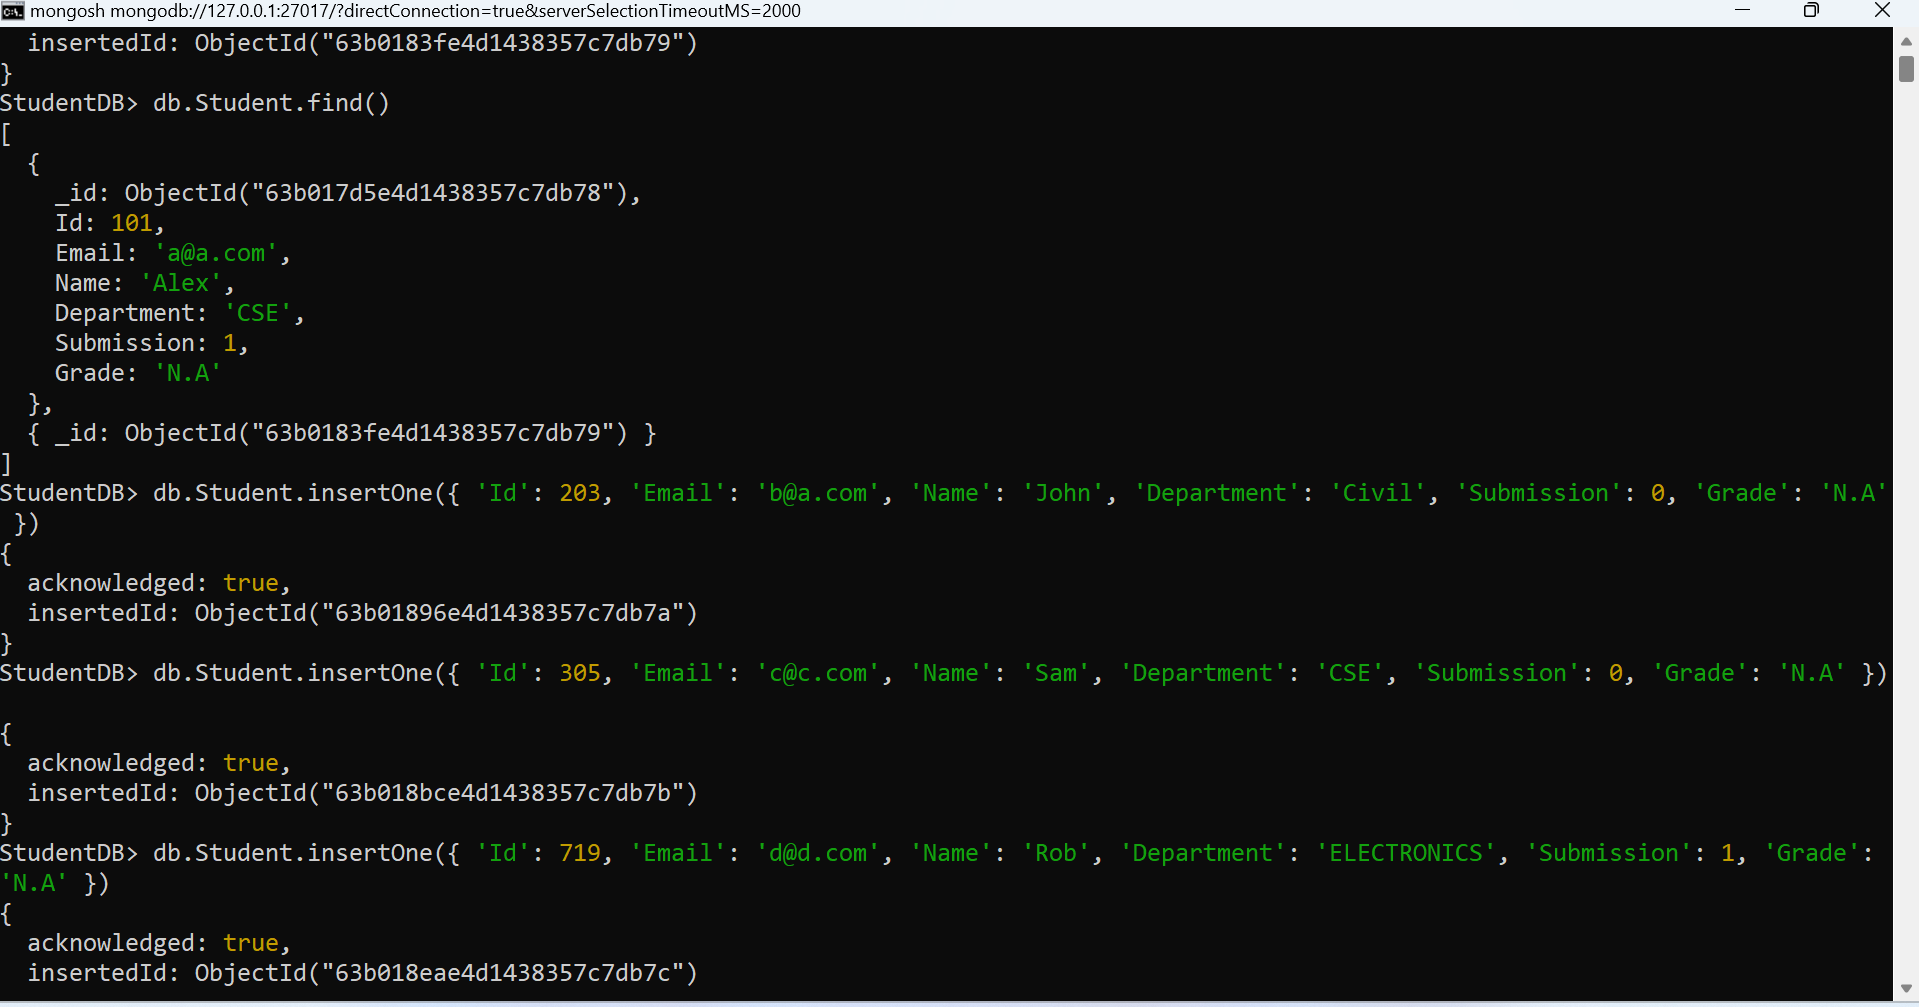 mongosh mongodb://127.0.0.1:27017/?directConnection=true&serverSelectionTimeoutMS=2000
  insertedId: ObjectId("63b0183fe4d1438357c7db79")
}
StudentDB> db.Student.find()
[
  {
    _id: ObjectId("63b017d5e4d1438357c7db78"),
    Id: 101,
    Email: 'a@a.com',
    Name: 'Alex',
    Department: 'CSE',
    Submission: 1,
    Grade: 'N.A'
  },
  { _id: ObjectId("63b0183fe4d1438357c7db79") }
]
StudentDB> db.Student.insertOne({ 'Id': 203, 'Email': 'b@a.com', 'Name': 'John', 'Department': 'Civil', 'Submission': 0, 'Grade': 'N.A'
 })
{
  acknowledged: true,
  insertedId: ObjectId("63b01896e4d1438357c7db7a")
}
StudentDB> db.Student.insertOne({ 'Id': 305, 'Email': 'c@c.com', 'Name': 'Sam', 'Department': 'CSE', 'Submission': 0, 'Grade': 'N.A' })

{
  acknowledged: true,
  insertedId: ObjectId("63b018bce4d1438357c7db7b")
}
StudentDB> db.Student.insertOne({ 'Id': 719, 'Email': 'd@d.com', 'Name': 'Rob', 'Department': 'ELECTRONICS', 'Submission': 1, 'Grade':
'N.A' })
{
  acknowledged: true,
  insertedId: ObjectId("63b018eae4d1438357c7db7c")